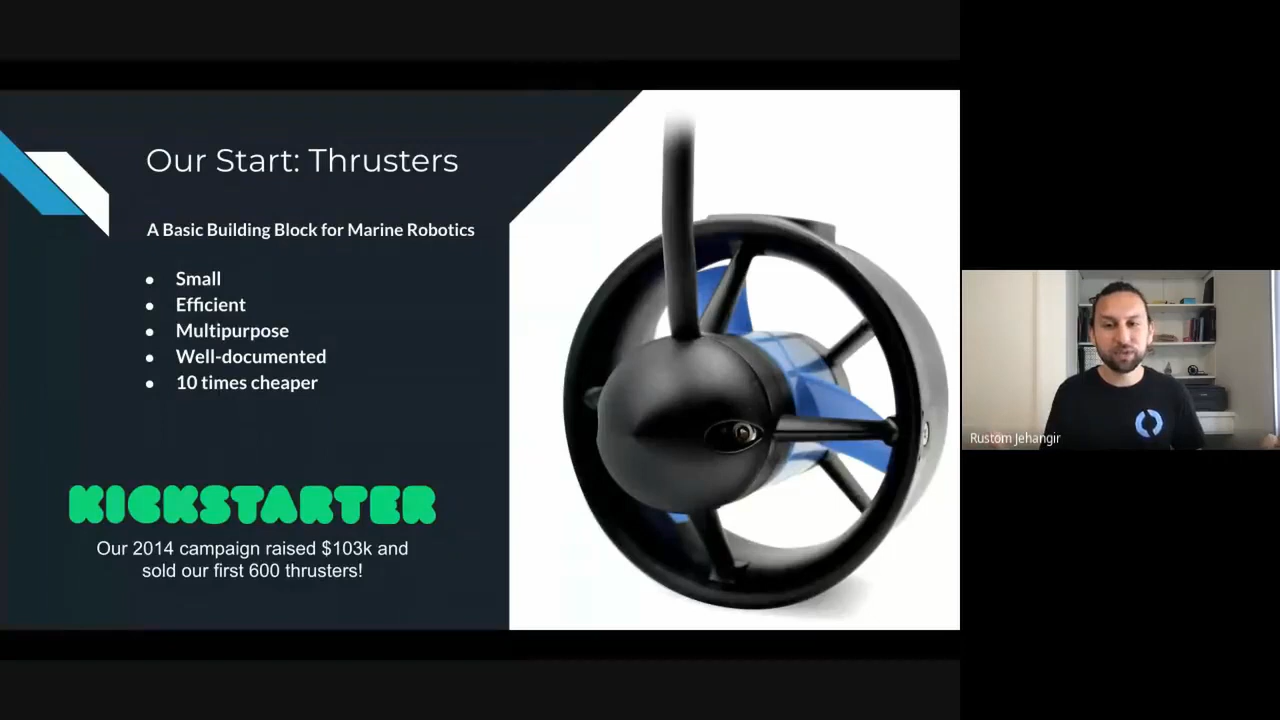 Our Start: Thrusters
A Basic Building Block for Marine Robotics
● Small
● Efficient
● Multipurpose
● Well-documented
● 10 times cheaper
KICKSTARTER
Our 2014 campaign raised $103k and
sold our first 600 thrusters!
Rustom Jehangir